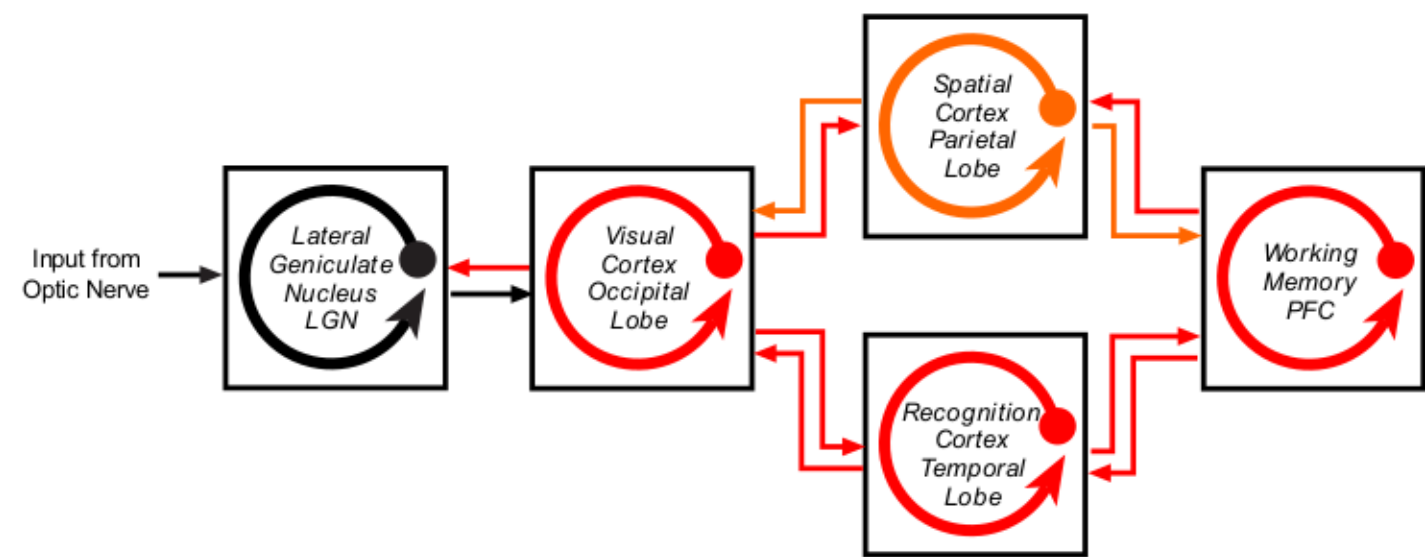 Input from
Optic Nerve
Lateral
Geniculate
Nucleus
LGN
Visual
Cortex
Occipital
Lobe
Spatial
Cortex
Parietal
Lobe
Recognition
Cortex
Temporal
Lobe
Working
Memory
PFC